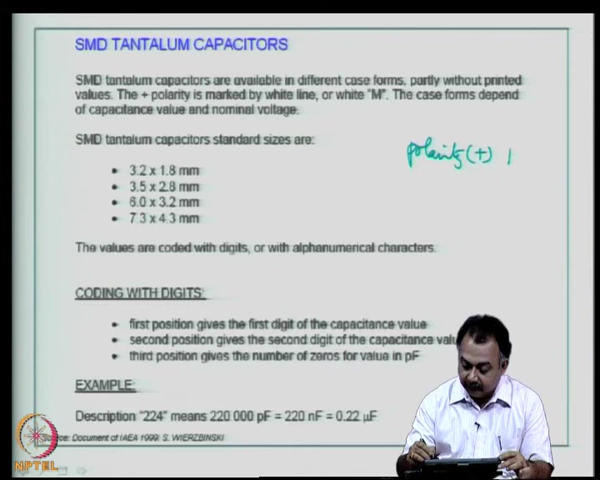 SMD TANTALUM CAPACITORS
SMD tantalum capacitors are available in different case forms, partly without printed
values. The + polarity is marked by white line, or white "M". The case forms depend
of capacitance value and nominal voltage.
SMD tantalum capacitors standard sizes are:
polarity (+)
• 3.2 x 1.8 mm
• 3.5 x 2.8 mm
• 6.0 x 3.2 mm
• 7.3 x 4.3 mm
The values are coded with digits, or with alphanumerical characters.
CODING WITH DIGITS:
• first position gives the first digit of the capacitance value
• second position gives the second digit of the capacitance valu
• third position gives the number of zeros for value in pF
EXAMPLE:
Description "224" means 220 000 pF = 220 nF = 0.22 µF
Source: Document of IAEA 1999: S. WIERZBINSKI
NPTEL